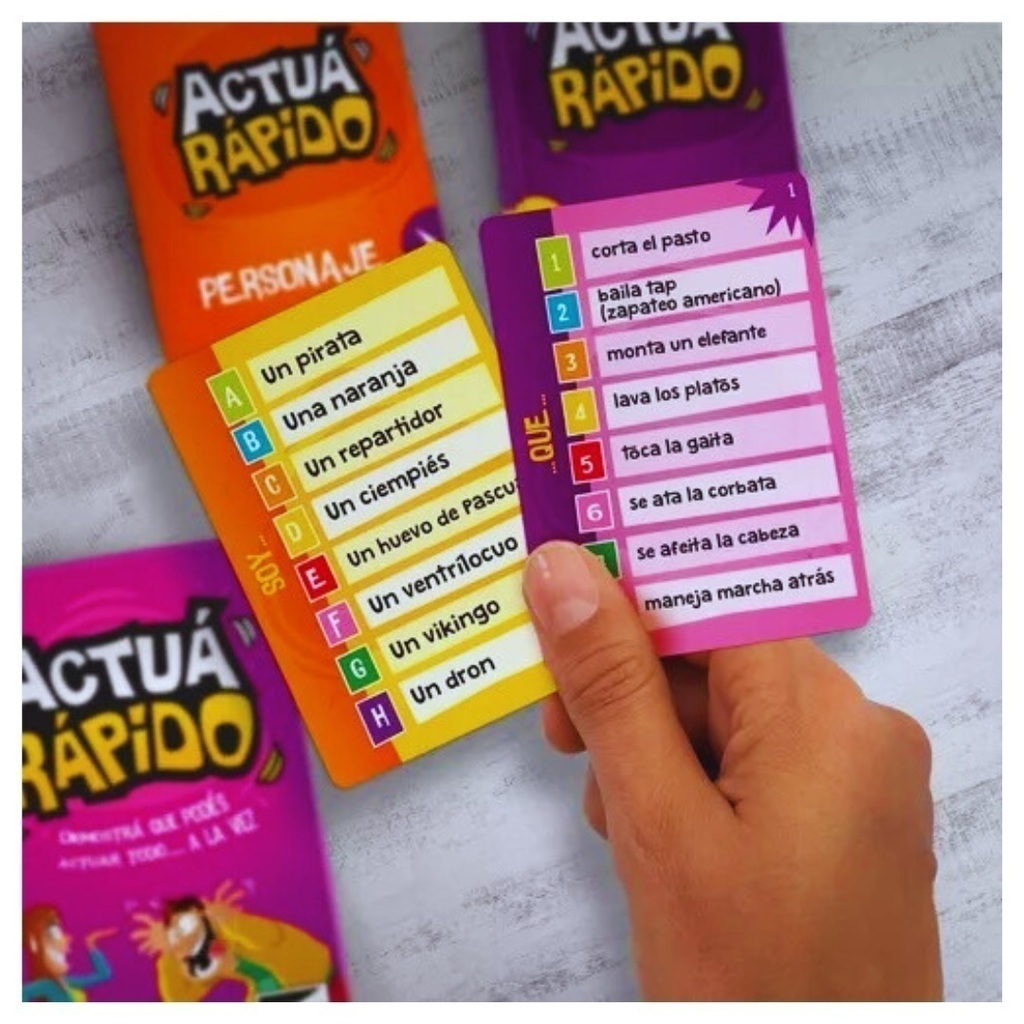 ACTUÁ
RÁPIDO
PERSONAJE
ACTUÁ
RÁPIDO
SOY ...
A
Un pirata
B
Una naranja
C
Un repartidor
D
Un ciempiés
E
Un huevo de Pascu
F
Un ventrílocuo
G
Un vikingo
H
Un dron
1
...QUE...
1
corta el pasto
2
baila tap
(zapateo americano)
3
monta un elefante
4
lava los platos
5
toca la gaita
6
se ata la corbata
se afeita la cabeza
maneja marcha atrás
ACTUÁ
RÁPIDO
DEMOSTRÁ QUE PODÉS
ACTUAR TODO... A LA VEZ